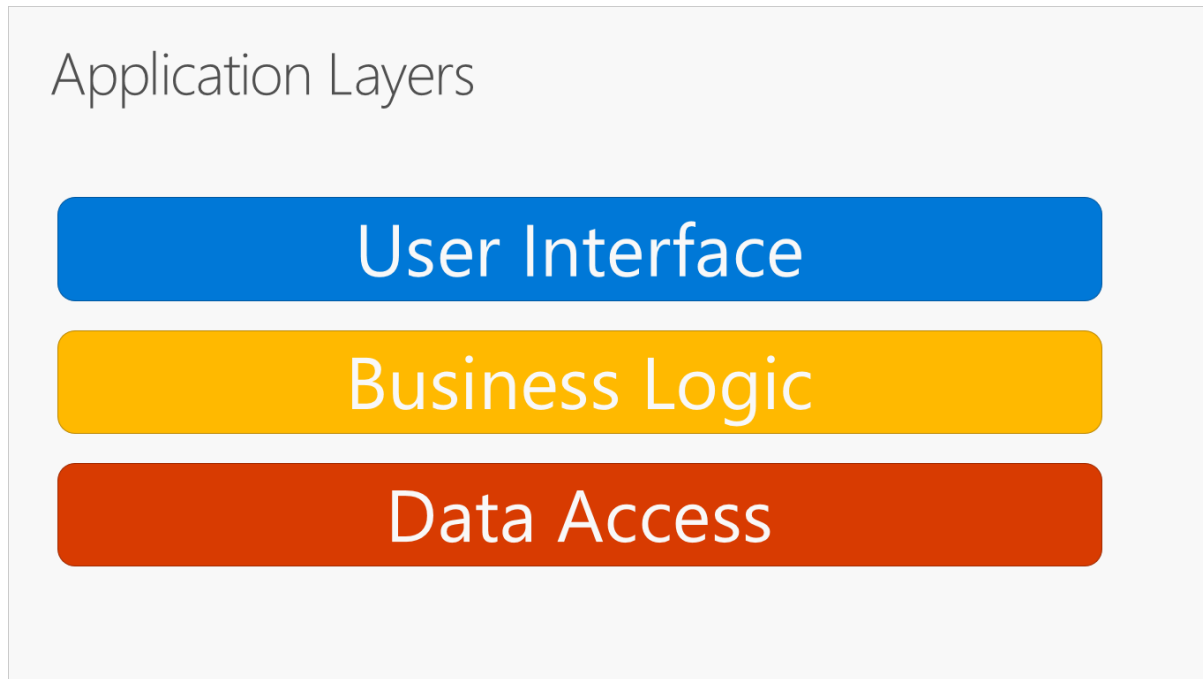 Application Layers
User Interface
Business Logic
Data Access